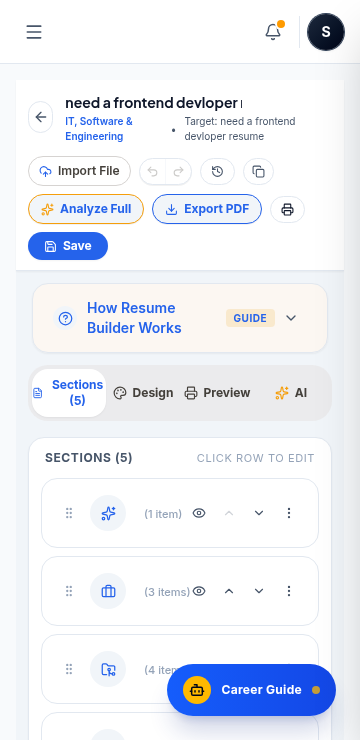 S
need a frontend devloper r
IT, Software &
Engineering
•
Target: need a frontend
devloper resume
Import File
Analyze Full
Export PDF
Save
How Resume
Builder Works
GUIDE
Sections
(5)
Design
Preview
AI
SECTIONS (5)
CLICK ROW TO EDIT
(1 item)
(3 items)
(4 item
Career Guide